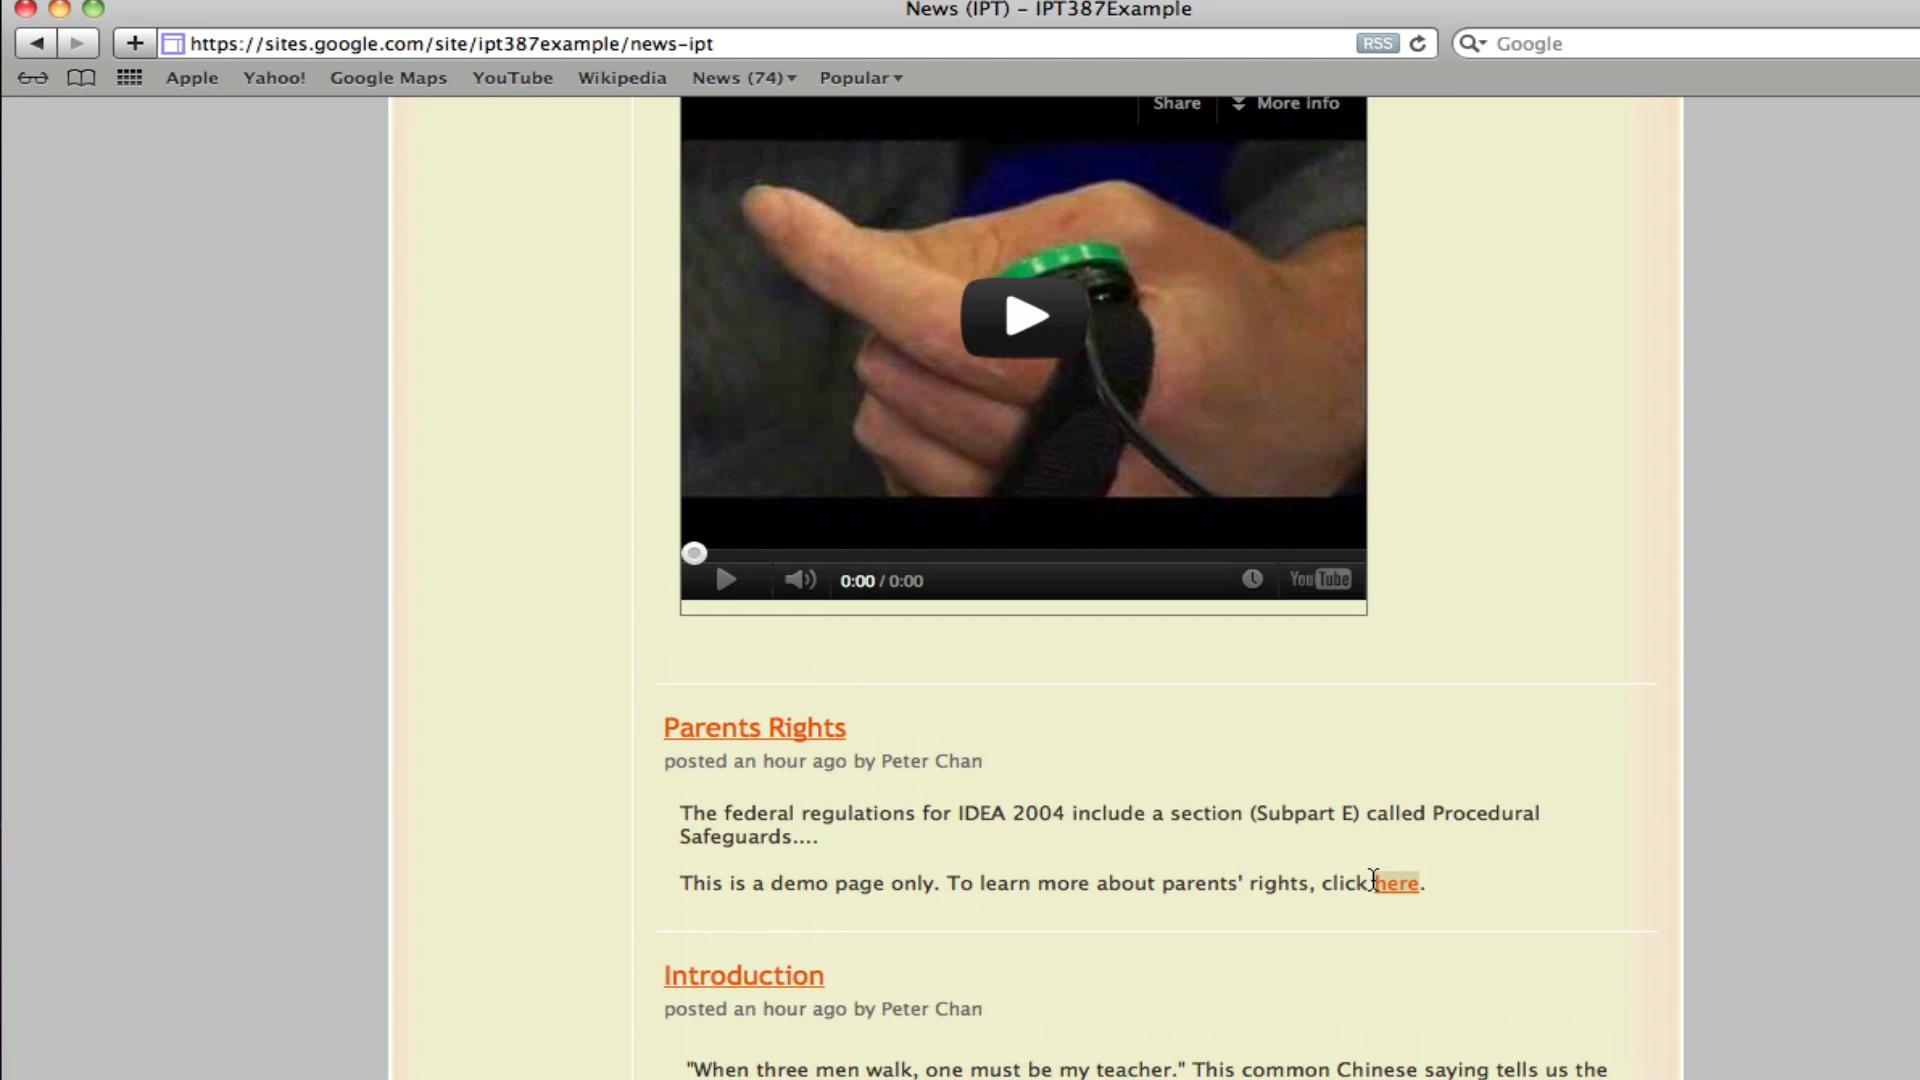 News (IPT) – IPT387Example
https://sites.google.com/site/ipt387example/news-ipt
RSS
Google
Apple
Yahoo!
Google Maps
YouTube
Wikipedia
News (74)
Popular
Share
More info
0:00 / 0:00
YouTube
Parents Rights
posted an hour ago by Peter Chan
The federal regulations for IDEA 2004 include a section (Subpart E) called Procedural
Safeguards....
This is a demo page only. To learn more about parents' rights, click here.
Introduction
posted an hour ago by Peter Chan
"When three men walk, one must be my teacher." This common Chinese saying tells us the